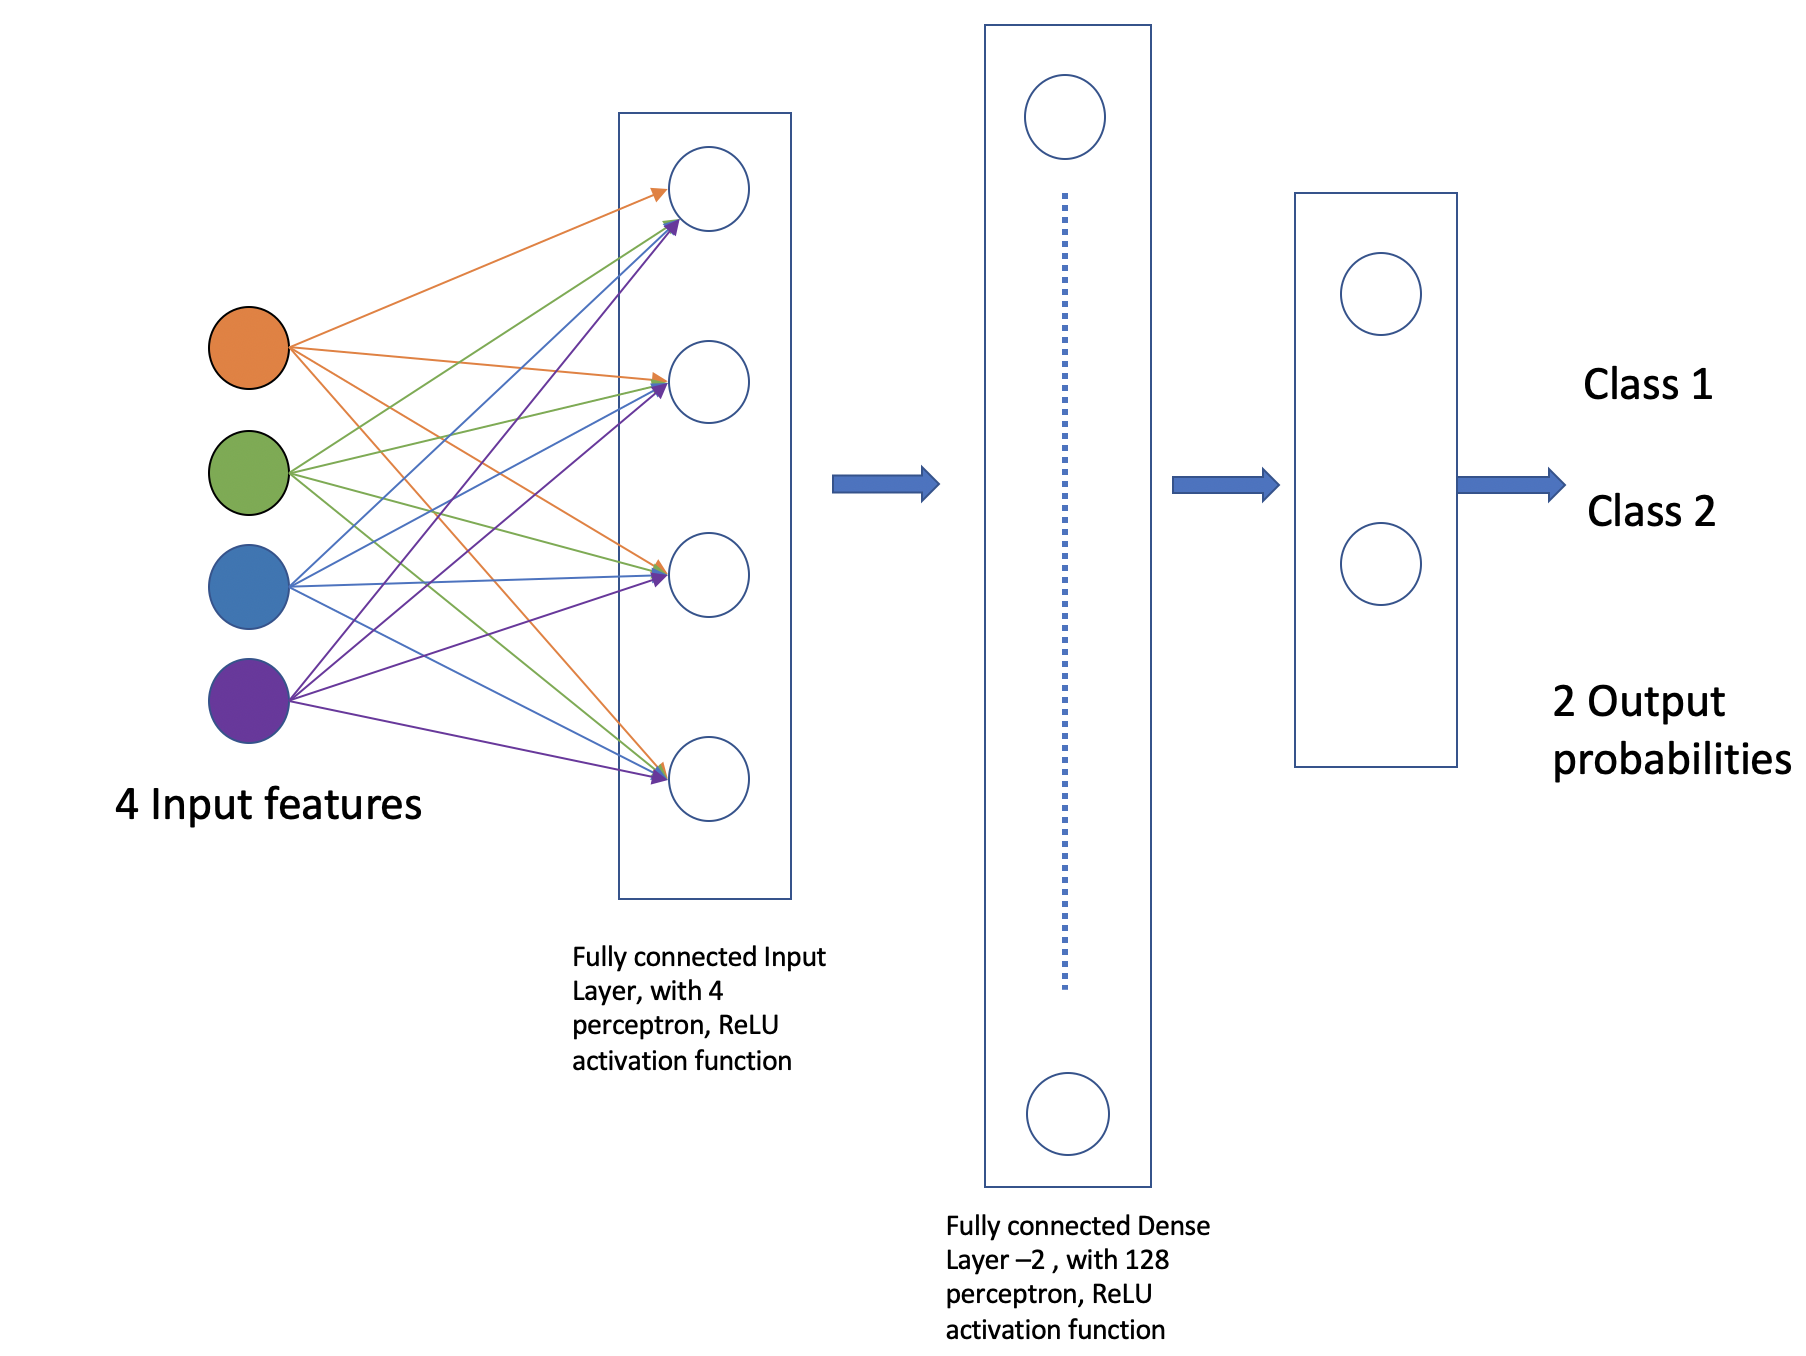 4 Input features
Fully connected Input
Layer, with 4
perceptron, ReLU
activation function
Fully connected Dense
Layer –2 , with 128
perceptron, ReLU
activation function
Class 1
Class 2
2 Output
probabilities